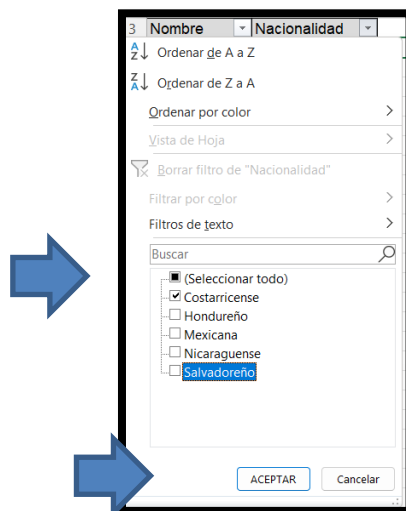 3 Nombre Nacionalidad
Ordenar de A a Z
Ordenar de Z a A
Ordenar por color
Vista de Hoja
Borrar filtro de "Nacionalidad"
Filtrar por color
Filtros de texto
Buscar
(Seleccionar todo)
Costarricense
Hondureño
Mexicana
Nicaraguense
Salvadoreño
ACEPTAR Cancelar